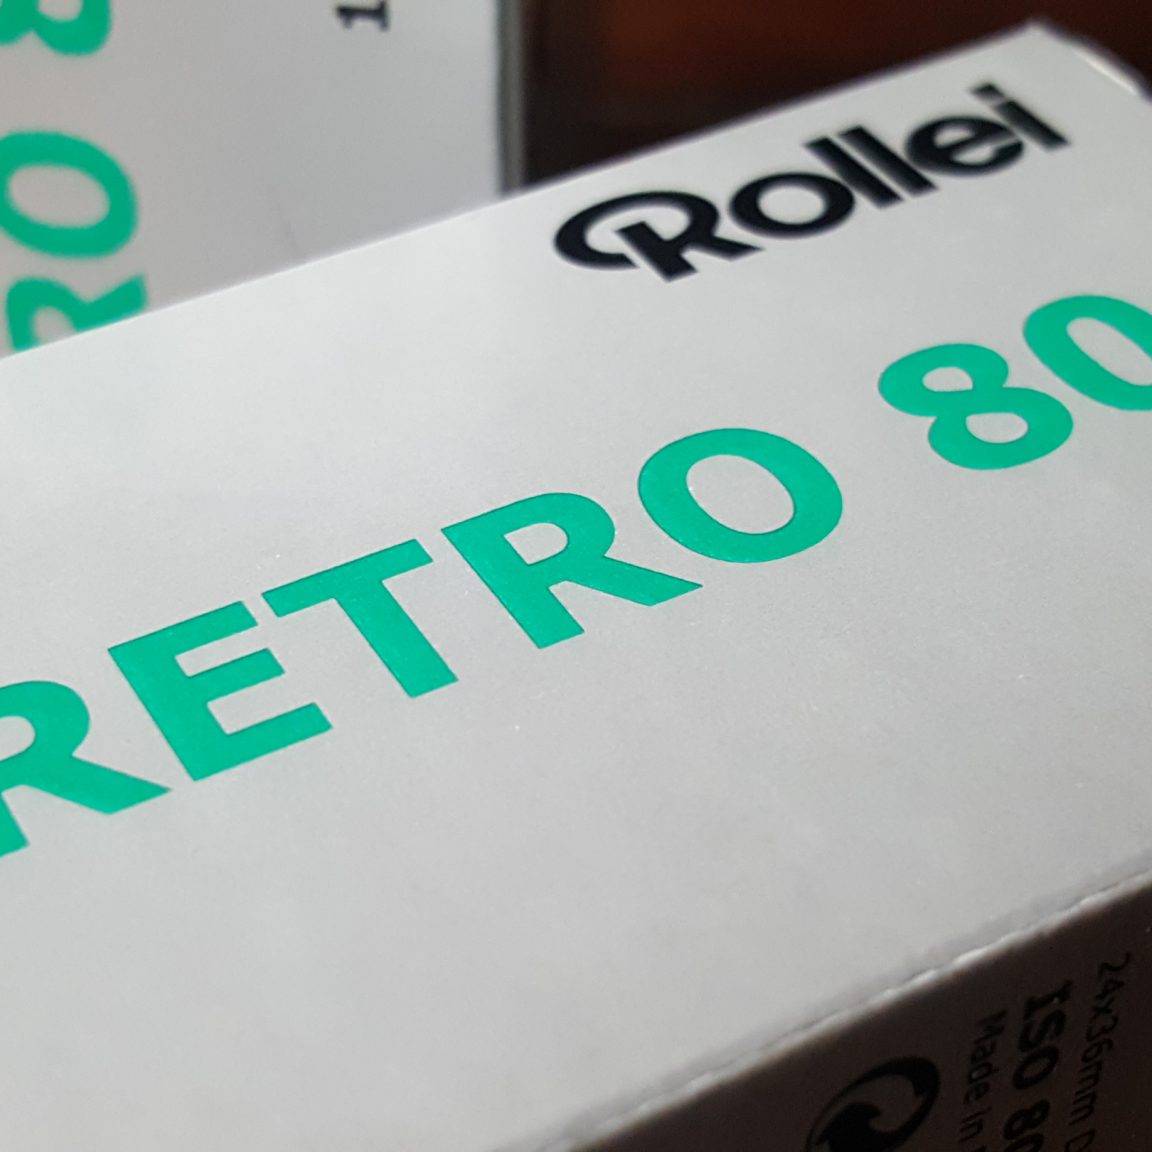 Rollei
RETRO 80
24x36mm
ISO 80
Made in